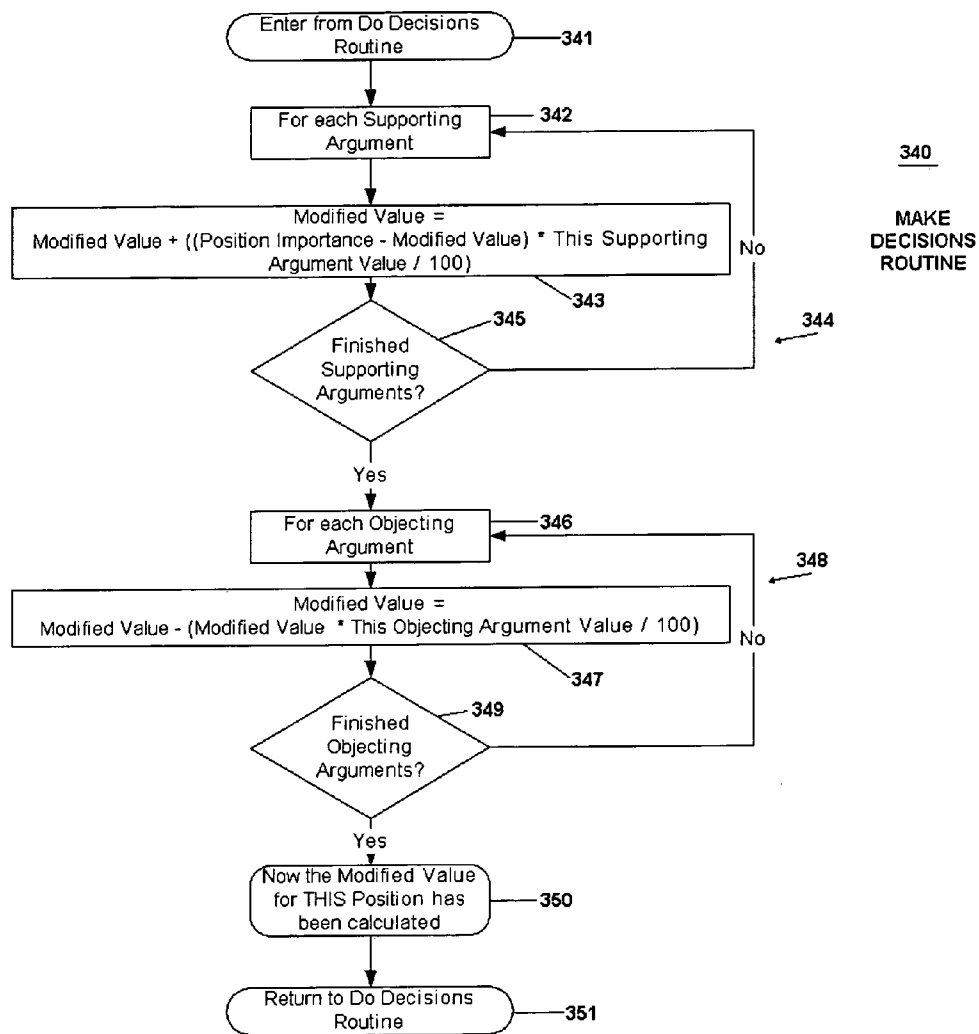 Enter from Do Decisions
Routine
341
For each Supporting
Argument
342
340
MAKE
DECISIONS
ROUTINE
Modified Value =
Modified Value + ((Position Importance - Modified Value) * This Supporting
Argument Value / 100)
No
343
344
345
Finished
Supporting
Arguments?
Yes
For each Objecting
Argument
346
348
Modified Value =
Modified Value - (Modified Value * This Objecting Argument Value / 100)
No
347
349
Finished
Objecting
Arguments?
Yes
Now the Modified Value
for THIS Position has
been calculated
350
Return to Do Decisions
Routine
351